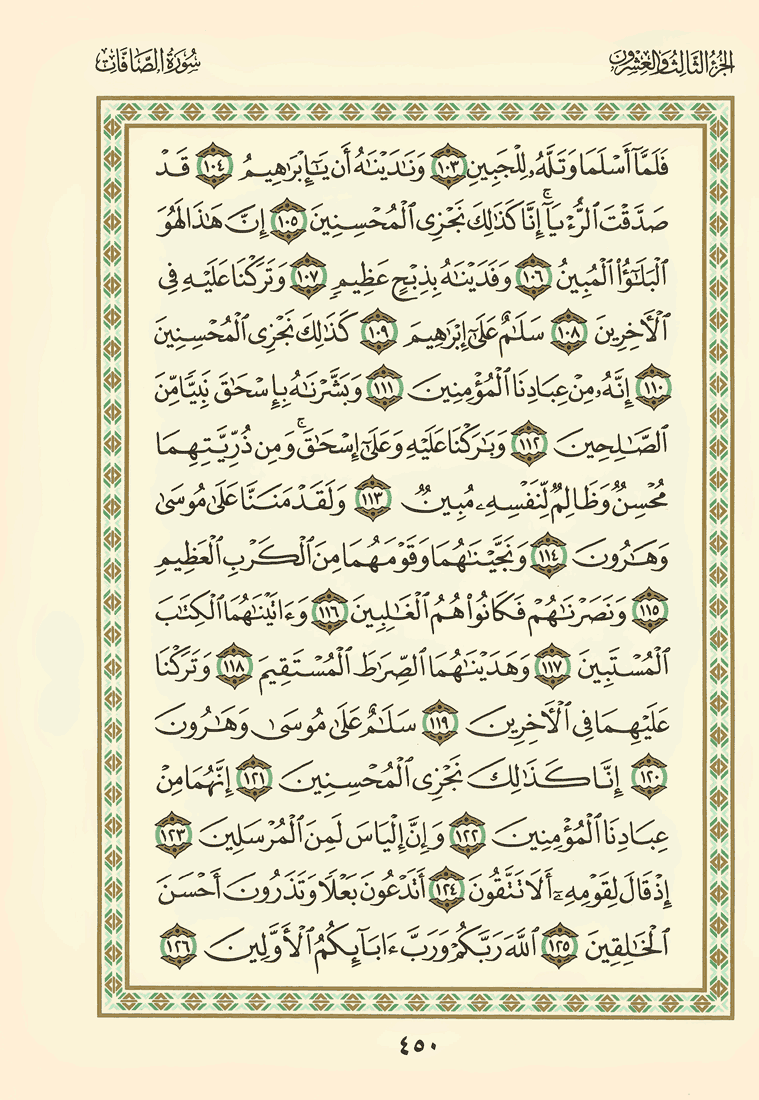 الجزء الثالث والعشرون
سورة الصافات
فَلَمَّآ أَسۡلَمَا وَتَلَّهُۥ لِلۡجَبِينِ ١٠٣ وَنَٰدَيۡنَٰهُ أَن يَٰٓإِبۡرَٰهِيمُ ١٠٤ قَدۡ
صَدَّقۡتَ ٱلرُّءۡيَآۚ إِنَّا كَذَٰلِكَ نَجۡزِي ٱلۡمُحۡسِنِينَ ١٠٥ إِنَّ هَٰذَا لَهُوَ
ٱلۡبَلَٰٓؤُاْ ٱلۡمُبِينُ ١٠٦ وَفَدَيۡنَٰهُ بِذِبۡحٍ عَظِيمٖ ١٠٧ وَتَرَكۡنَا عَلَيۡهِ فِي
ٱلۡأٓخِرِينَ ١٠٨ سَلَٰمٌ عَلَىٰٓ إِبۡرَٰهِيمَ ١٠٩ كَذَٰلِكَ نَجۡزِي ٱلۡمُحۡسِنِينَ
١١٠ إِنَّهُۥ مِنۡ عِبَادِنَا ٱلۡمُؤۡمِنِينَ ١١١ وَبَشَّرۡنَٰهُ بِإِسۡحَٰقَ نَبِيّٗا مِّنَ
ٱلصَّٰلِحِينَ ١١٢ وَبَٰرَكۡنَا عَلَيۡهِ وَعَلَىٰٓ إِسۡحَٰقَۚ وَمِن ذُرِّيَّتِهِمَا
مُحۡسِنٞ وَظَالِمٞ لِّنَفۡسِهِۦ مُبِينٞ ١١٣ وَلَقَدۡ مَنَنَّا عَلَىٰ مُوسَىٰ
وَهَٰرُونَ ١١٤ وَنَجَّيۡنَٰهُمَا وَقَوۡمَهُمَا مِنَ ٱلۡكَرۡبِ ٱلۡعَظِيمِ
١١٥ وَنَصَرۡنَٰهُمۡ فَكَانُواْ هُمُ ٱلۡغَٰلِبِينَ ١١٦ وَءَاتَيۡنَٰهُمَا ٱلۡكِتَٰبَ
ٱلۡمُسۡتَبِينَ ١١٧ وَهَدَيۡنَٰهُمَا ٱلصِّرَٰطَ ٱلۡمُسۡتَقِيمَ ١١٨ وَتَرَكۡنَا
عَلَيۡهِمَا فِي ٱلۡأٓخِرِينَ ١١٩ سَلَٰمٌ عَلَىٰ مُوسَىٰ وَهَٰرُونَ
١٢٠ إِنَّا كَذَٰلِكَ نَجۡزِي ٱلۡمُحۡسِنِينَ ١٢١ إِنَّهُمَا مِنۡ
عِبَادِنَا ٱلۡمُؤۡمِنِينَ ١٢٢ وَإِنَّ إِلۡيَاسَ لَمِنَ ٱلۡمُرۡسَلِينَ ١٢٣
إِذۡ قَالَ لِقَوۡمِهِۦٓ أَلَا تَتَّقُونَ ١٢٤ أَتَدۡعُونَ بَعۡلٗا وَتَذَرُونَ أَحۡسَنَ
ٱلۡخَٰلِقِينَ ١٢٥ ٱللَّهَ رَبَّكُمۡ وَرَبَّ ءَابَآئِكُمُ ٱلۡأَوَّلِينَ ١٢٦
٤٥٠